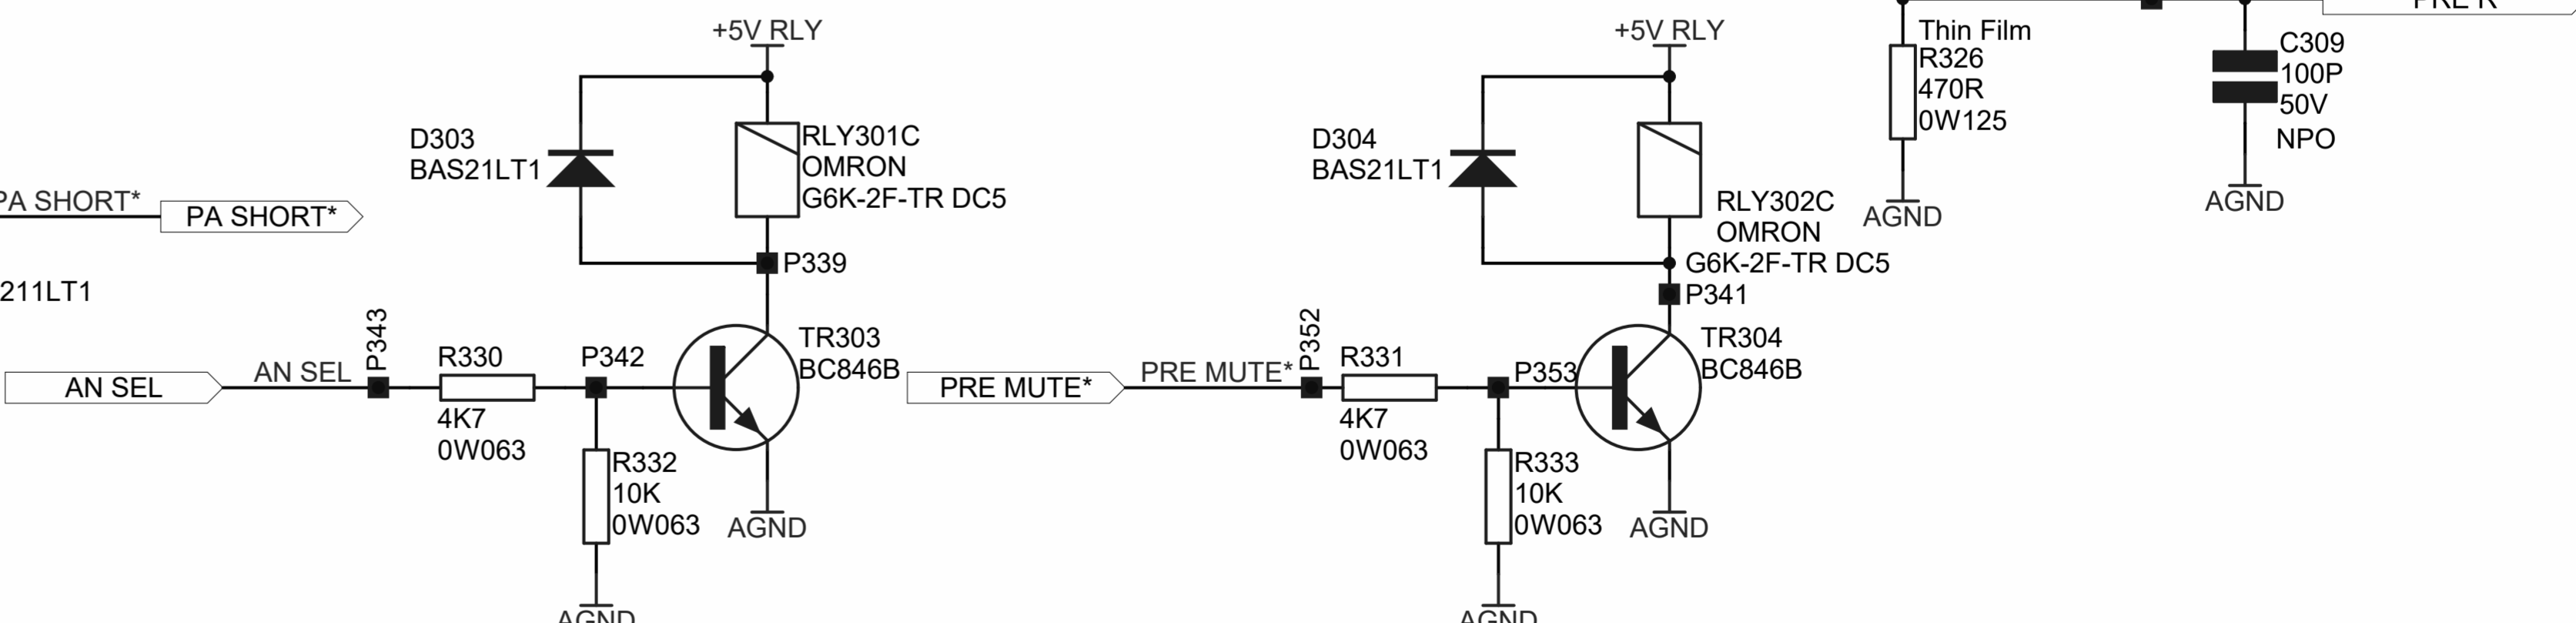 PRE R
+5V RLY
D303
BAS21LT1
RLY301C
OMRON
G6K-2F-TR DC5
P339
PA SHORT*
PA SHORT*
211LT1
AN SEL
AN SEL
P343
R330
4K7
0W063
P342
TR303
BC846B
R332
10K
0W063
AGND
AGND
+5V RLY
D304
BAS21LT1
RLY302C
OMRON
G6K-2F-TR DC5
P341
PRE MUTE*
PRE MUTE*
P352
R331
4K7
0W063
P353
TR304
BC846B
R333
10K
0W063
AGND
AGND
Thin Film
R326
470R
0W125
AGND
C309
100P
50V
NPO
AGND